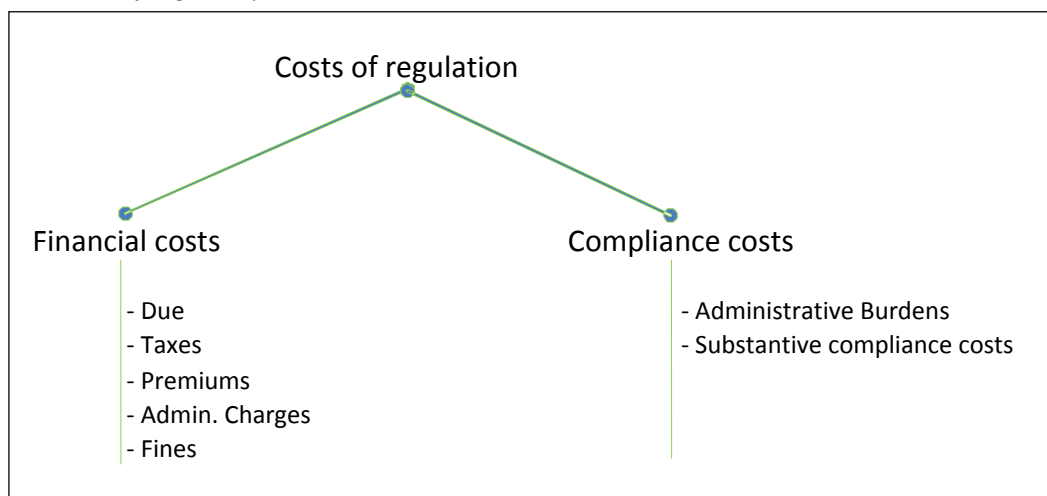 Costs of regulation
Financial costs
Compliance costs
- Due
- Taxes
- Premiums
- Admin. Charges
- Fines
- Administrative Burdens
- Substantive compliance costs